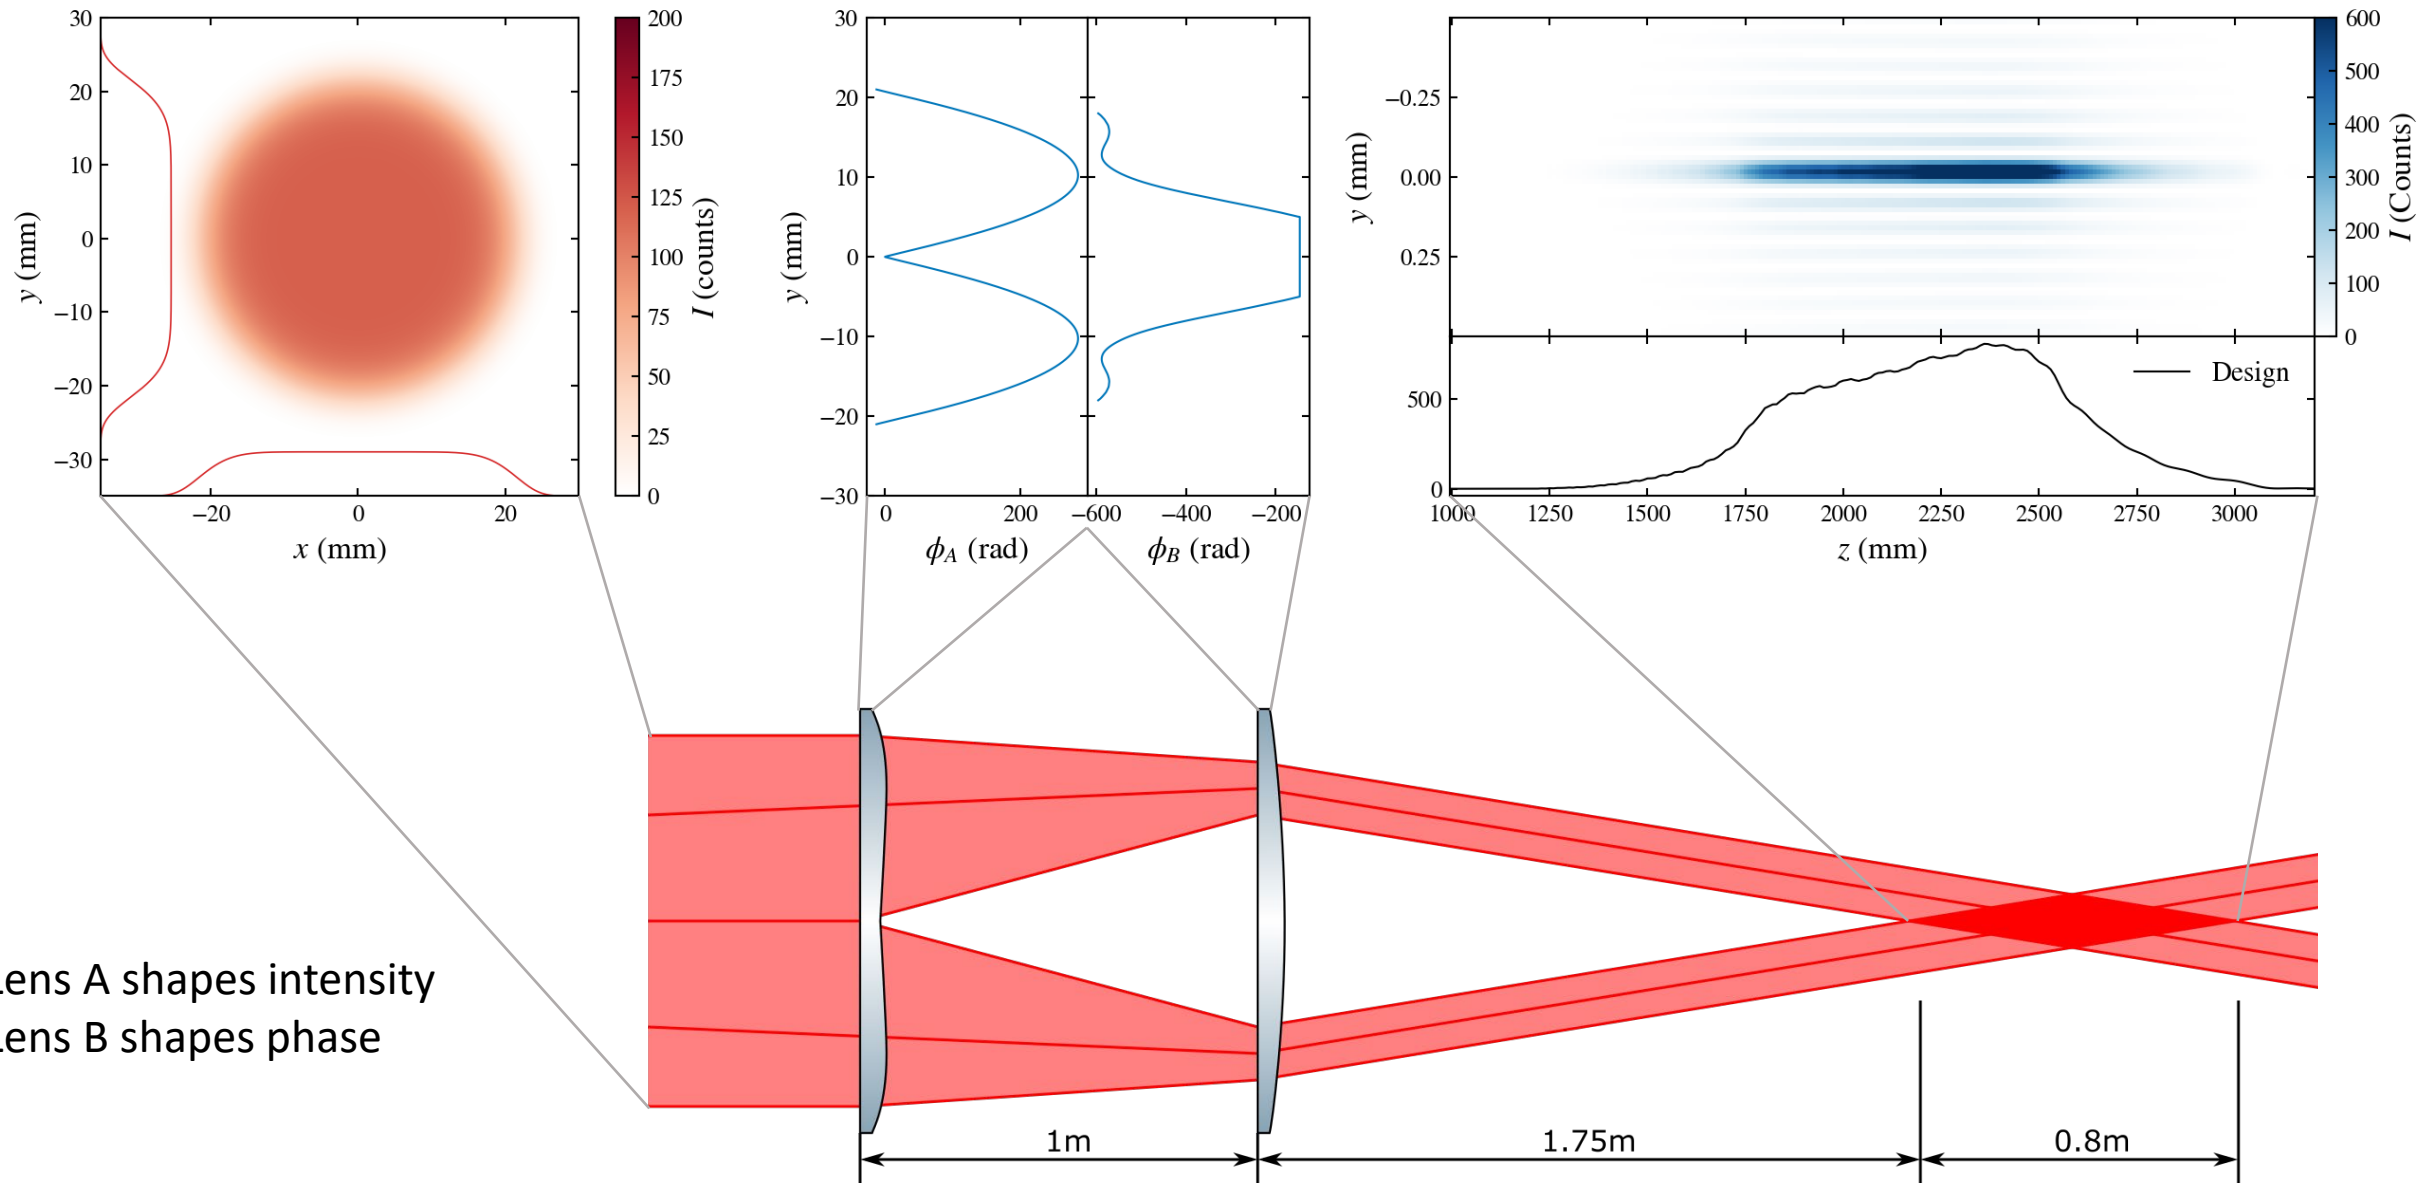 30
20
10
0
−10
−20
−30
y (mm)
−20 0 20
x (mm)
200
175
150
125
100
75
50
25
0
I (counts)
30
20
10
0
−10
−20
−30
y (mm)
0 200 −600 −400 −200
ϕA (rad) ϕB (rad)
−0.25
0.00
0.25
y (mm)
600
500
400
300
200
100
0
I (Counts)
Design
500
0
1000 1250 1500 1750 2000 2250 2500 2750 3000
z (mm)
Lens A shapes intensity
Lens B shapes phase
1m 1.75m 0.8m